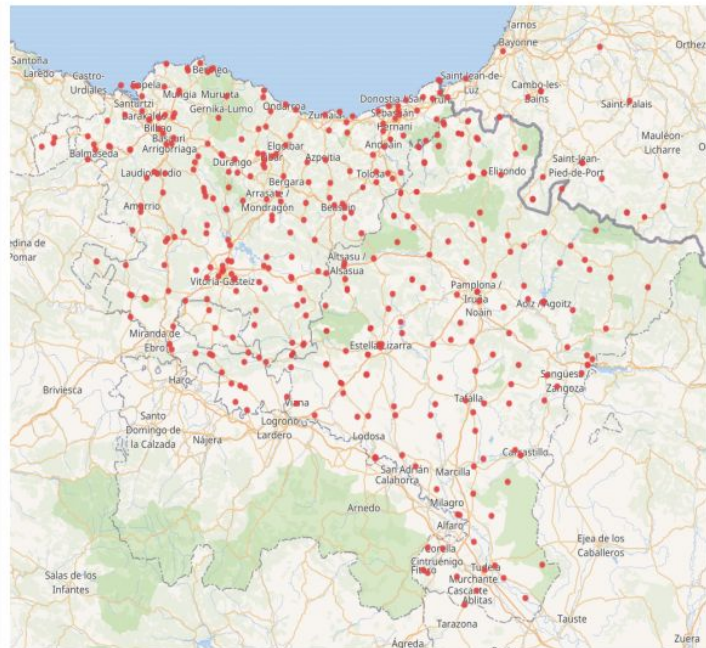 Tarnos
Bayonne
Orthez
Santoña
Laredo
Castro-
Urdiales
Bermeo
Saint-Jean-de-
Luz
Cambo-les-
Bains
Saint-Palais
Santurtzi
Mungia
Gernika-Lumo
Ondarroa
Zumaia
Donostia
Sebastián
Hernani
Barakaldo
Bilbao
Basauri
Arrigorriaga
Balmaseda
Durango
Elgoibar
Azpeitia
Andoain
Mauléon-
Licharre
Laudio/Llodio
Bergara
Tolosa
Elizondo
Saint-Jean-
Pied-de-Port
Amurrio
Arrasate /
Mondragón
Beasain
Medina de
Pomar
Altsasu /
Alsasua
Vitoria-Gasteiz
Pamplona /
Iruña
Noáin
Aoiz / Agoitz
Miranda de
Ebro
Estella-Lizarra
Briviesca
Haro
Sangüesa
Zangoza
Santo
Domingo de
la Calzada
Viana
Logroño
Lardero
Nájera
Tafalla
Lodosa
Carcastillo
San Adrián
Calahorra
Marcilla
Milagro
Arnedo
Alfaro
Ejea de los
Caballeros
Corella
Cintruénigo
Fitero
Tudela
Murchante
Cascante
Ablitas
Salas de los
Infantes
Tarazona
Tauste
Ágreda
Zuera